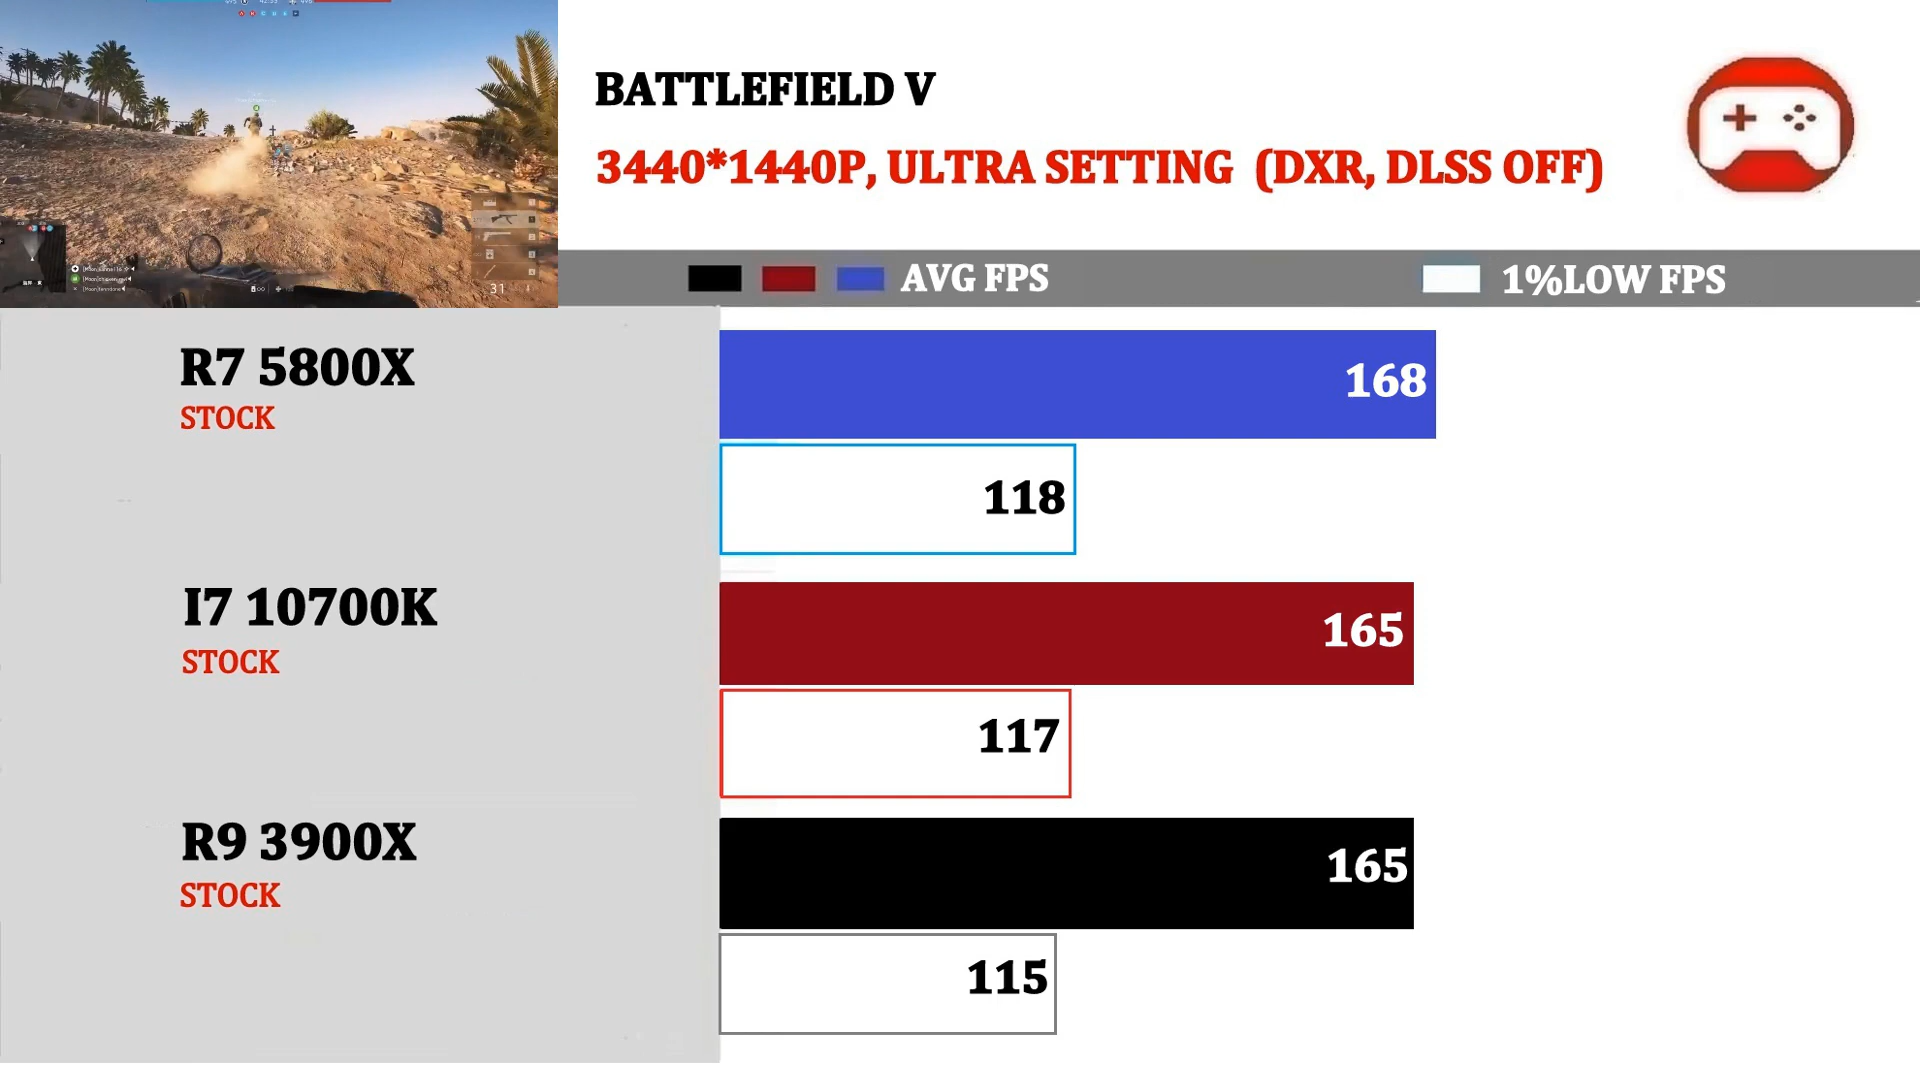 BATTLEFIELD V
3440*1440P, ULTRA SETTING (DXR, DLSS OFF)
AVG FPS
1%LOW FPS
R7 5800X
STOCK
168
118
I7 10700K
STOCK
165
117
R9 3900X
STOCK
165
115
31